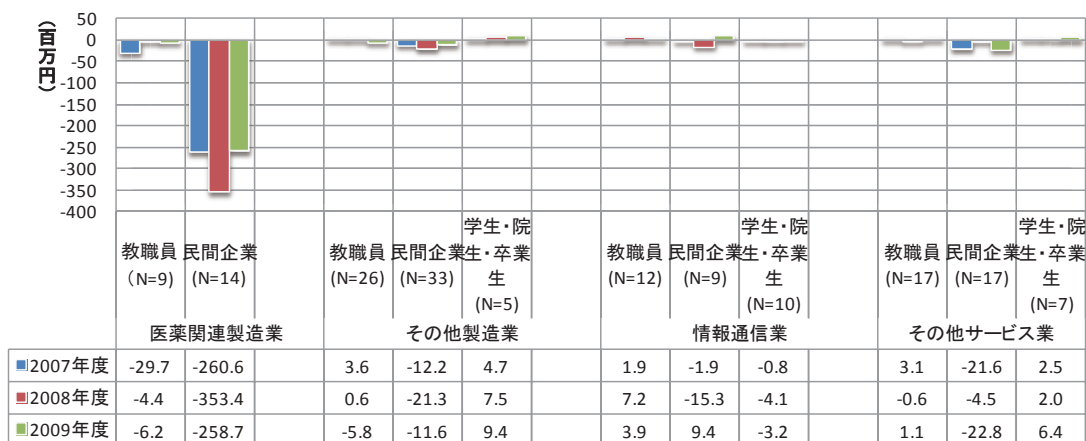 (百万円)
50
0
-50
-100
-150
-200
-250
-300
-350
-400
教職員
(N=9)
民間企業
(N=14)
教職員
(N=26)
民間企業
(N=33)
学生・院
生・卒業
生
(N=5)
教職員
(N=12)
民間企業
(N=9)
学生・院
生・卒業
生
(N=10)
教職員
(N=17)
民間企業
(N=17)
学生・院
生・卒業
生
(N=7)
医薬関連製造業 その他製造業 情報通信業 その他サービス業
2007年度 -29.7 -260.6 3.6 -12.2 4.7 1.9 -1.9 -0.8 3.1 -21.6 2.5
2008年度 -4.4 -353.4 0.6 -21.3 7.5 7.2 -15.3 -4.1 -0.6 -4.5 2.0
2009年度 -6.2 -258.7 -5.8 -11.6 9.4 3.9 9.4 -3.2 1.1 -22.8 6.4